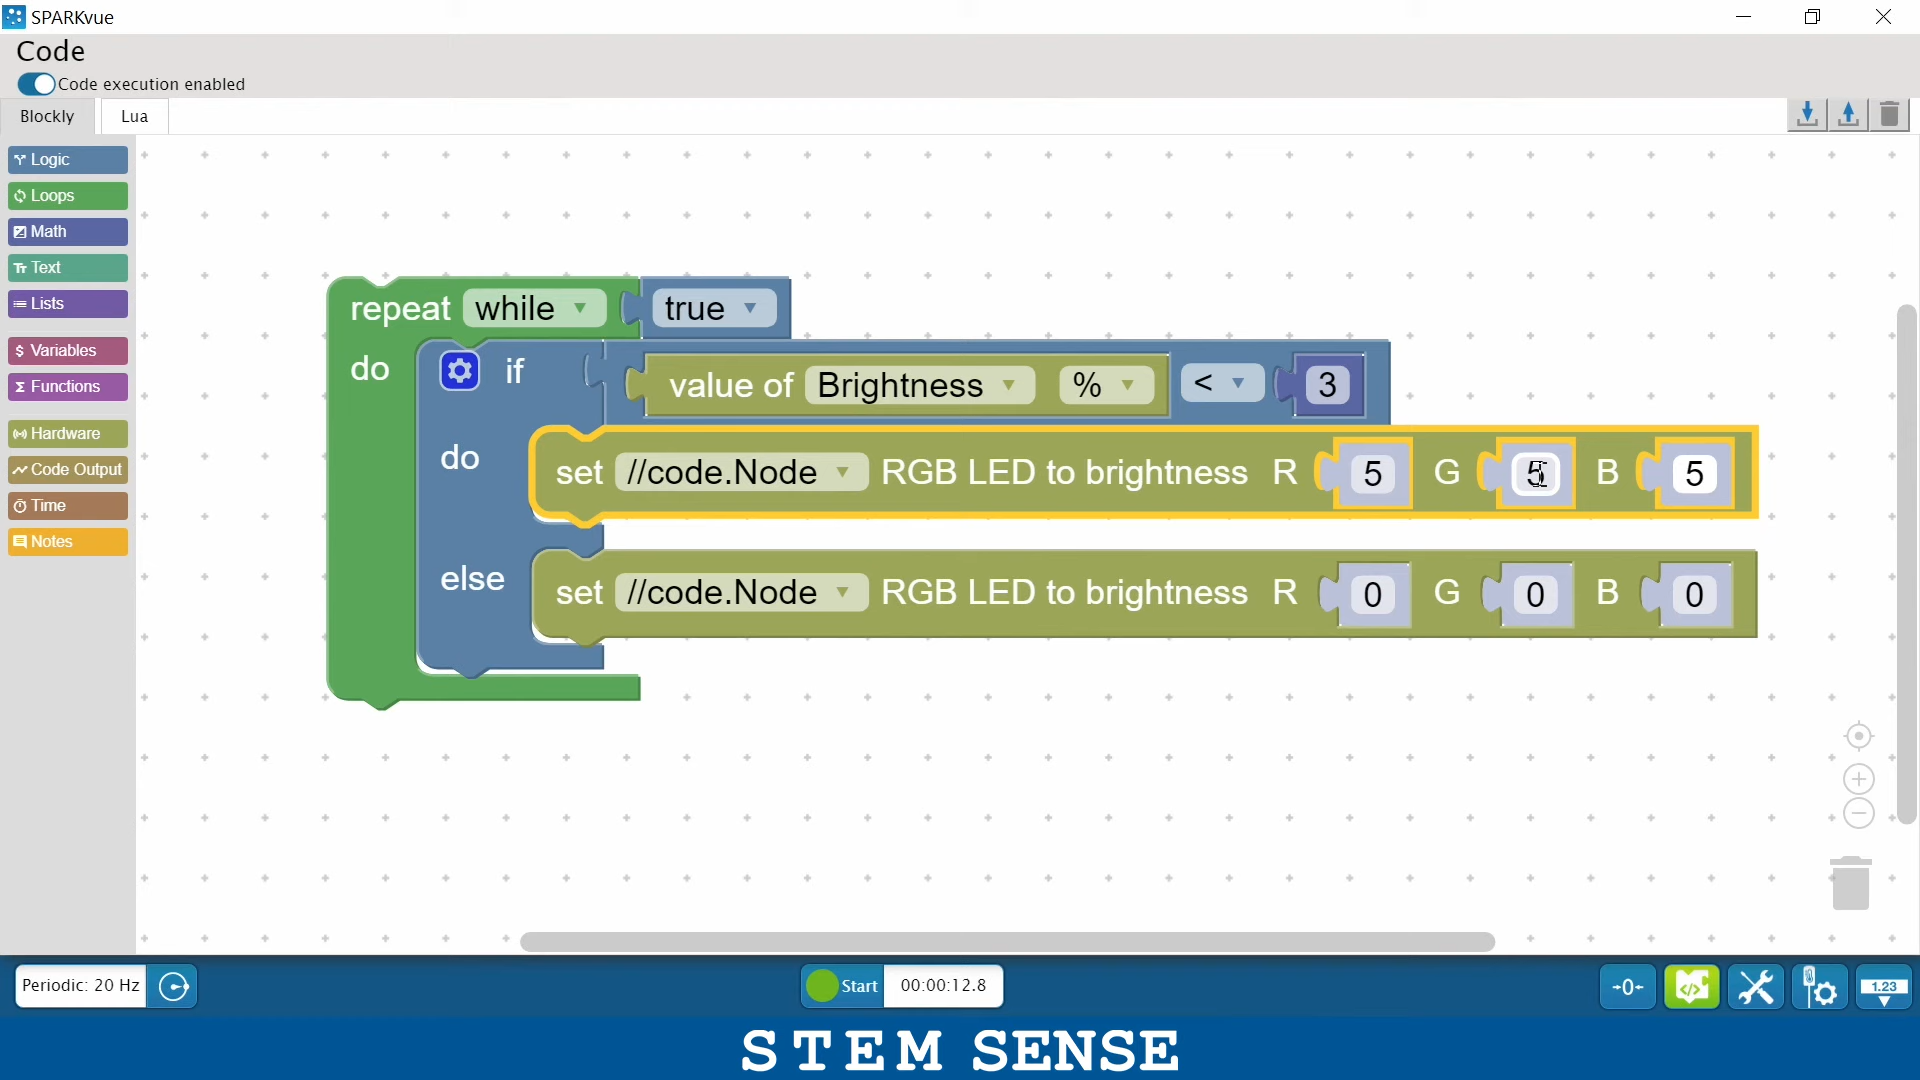 SPARKvue
Code
Code execution enabled
Blockly Lua
Logic
Loops
Math
Text
Lists
Variables
Functions
Hardware
Code Output
Time
Notes
repeat while true
do if value of Brightness % < 3
do set //code.Node RGB LED to brightness R 5 G 5 B 5
else set //code.Node RGB LED to brightness R 0 G 0 B 0
Periodic: 20 Hz Start 00:00:12.8 →0← </> 1.23
STEM SENSE